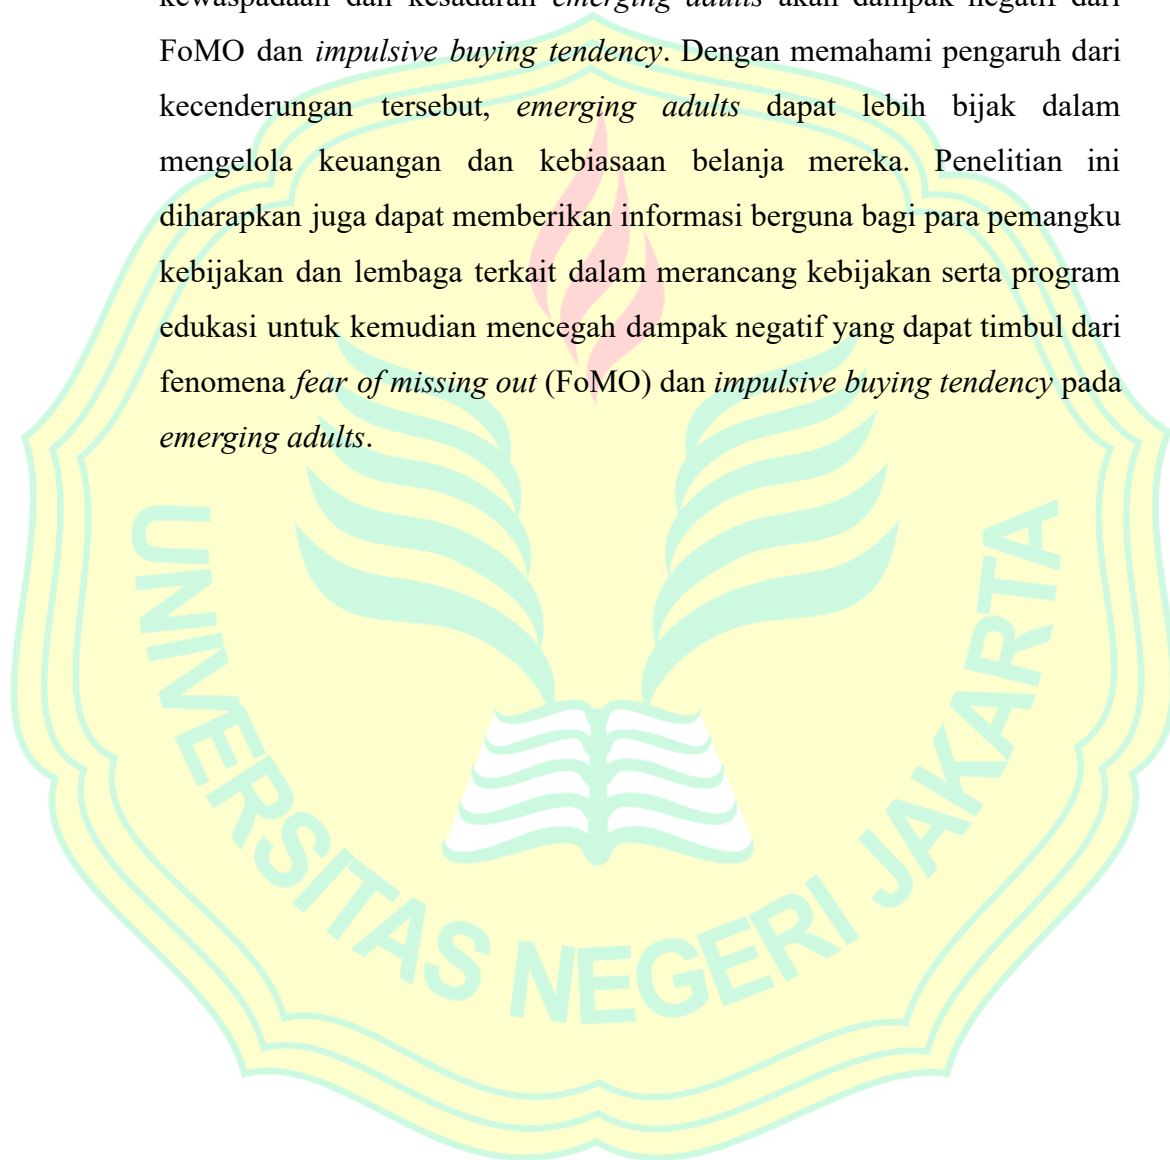 kewaspadaan dan kesadaran emerging adults akan dampak negatif dari
FoMO dan impulsive buying tendency. Dengan memahami pengaruh dari
kecenderungan tersebut, emerging adults dapat lebih bijak dalam
mengelola keuangan dan kebiasaan belanja mereka. Penelitian ini
diharapkan juga dapat memberikan informasi berguna bagi para pemangku
kebijakan dan lembaga terkait dalam merancang kebijakan serta program
edukasi untuk kemudian mencegah dampak negatif yang dapat timbul dari
fenomena fear of missing out (FoMO) dan impulsive buying tendency pada
emerging adults.
UNIVERSITAS NEGERI JAKARTA